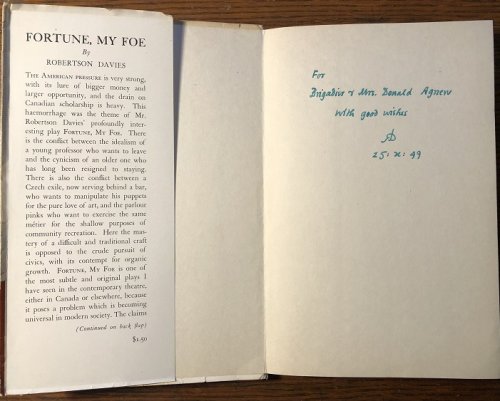 FORTUNE, MY FOE
By
ROBERTSON DAVIES
THE AMERICAN PRESSURE is very strong,
with its lure of bigger money and
larger opportunity, and the drain on
Canadian scholarship is heavy. This
haemorrhage was the theme of Mr.
Robertson Davies' profoundly inter-
esting play FORTUNE, MY FOE. There
is the conflict between the idealism of
a young professor who wants to leave
and the cynicism of an older one who
has long been resigned to staying.
There is also the conflict between a
Czech exile, now serving behind a bar,
who wants to manipulate his puppets
for the pure love of art, and the parlour
pinks who want to exercise the same
métier for the shallow purposes of
community recreation. Here the mas-
tery of a difficult and traditional craft
is opposed to the crude pursuit of
civics, with its contempt for organic
growth. FORTUNE, MY FOE is one of
the most subtle and original plays I
have seen in the contemporary theatre,
either in Canada or elsewhere, because
it poses a problem which is becoming
universal in modern society. The claims
(Continued on back flap)
$1.50
For
Brigadier & Mrs. Donald Agnew
with good wishes
RD
25: X: 49